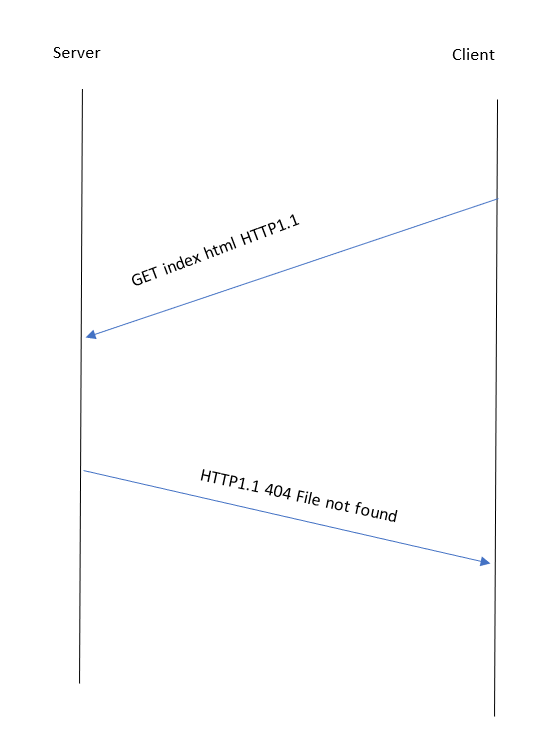 Server
Client
GET index html HTTP1.1
HTTP1.1 404 File not found